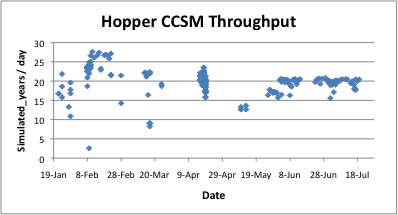 Hopper CCSM Throughput
Simulated_years / day
30
25
20
15
10
5
0
19-Jan 8-Feb 28-Feb 20-Mar 9-Apr 29-Apr 19-May 8-Jun 28-Jun 18-Jul
Date